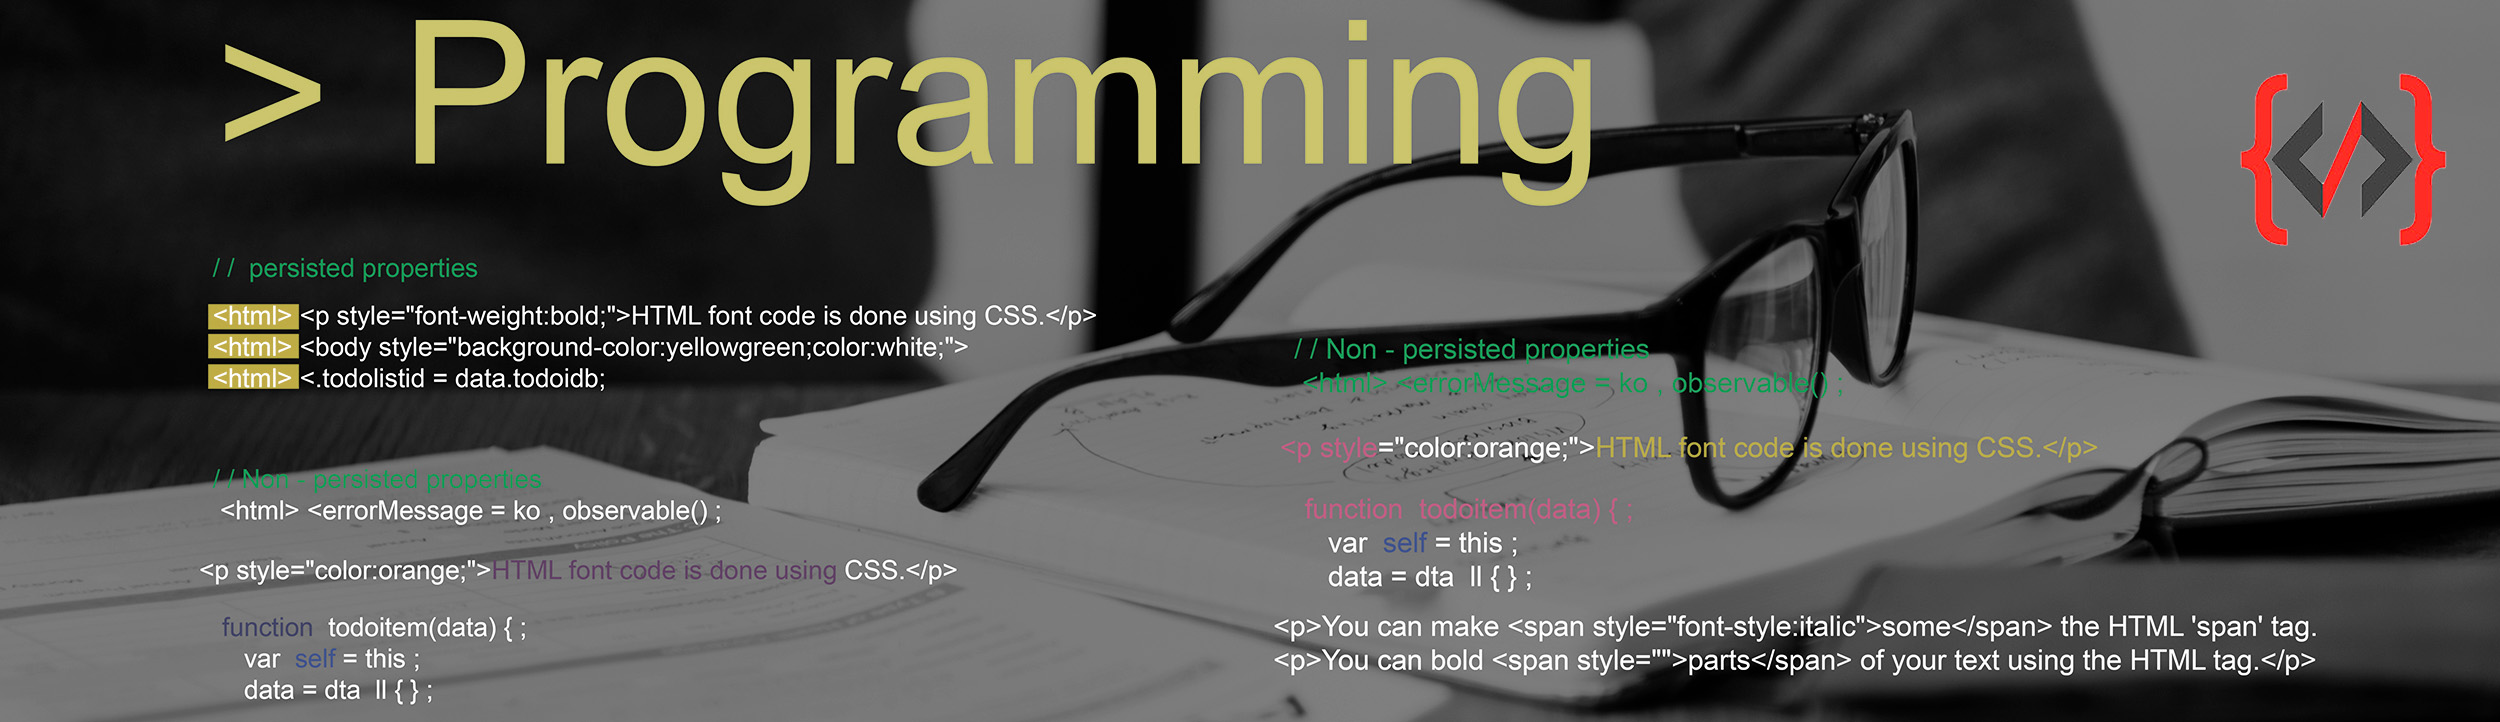 > Programming
// persisted properties
<html> <p style="font-weight:bold;">HTML font code is done using CSS.</p>
<html> <body style="background-color:yellowgreen;color:white;">
<html> <.todolistid = data.todoidb;
// Non - persisted properties
<html> <errorMessage = ko , observable() ;
<p style="color:orange;">HTML font code is done using CSS.</p>
function todoitem(data) { ;
var self = this ;
data = dta ll { } ;
// Non - persisted properties
<html> <errorMessage = ko , observable() ;
<p style="color:orange;">HTML font code is done using CSS.</p>
function todoitem(data) { ;
var self = this ;
data = dta ll { } ;
<p>You can make <span style="font-style:italic">some</span> the HTML 'span' tag.
<p>You can bold <span style="">parts</span> of your text using the HTML tag.</p>
{</>}